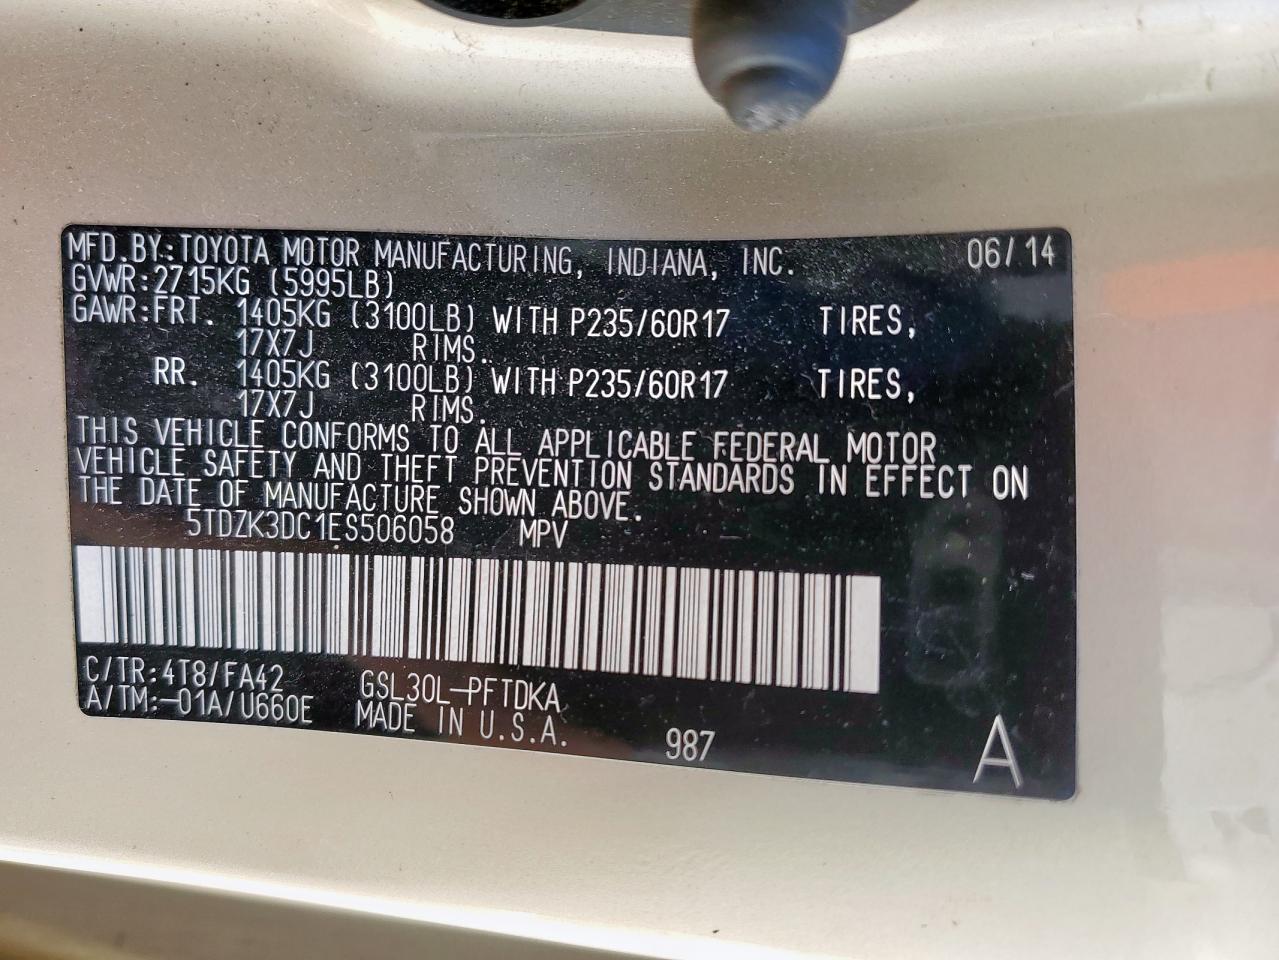 MFD.BY:TOYOTA MOTOR MANUFACTURING, INDIANA, INC. 06/14
GVWR:2715KG (5995LB)
GAWR:FRT. 1405KG (3100LB) WITH P235/60R17 TIRES,
17X7J RIMS.
RR. 1405KG (3100LB) WITH P235/60R17 TIRES,
17X7J RIMS.
THIS VEHICLE CONFORMS TO ALL APPLICABLE FEDERAL MOTOR
VEHICLE SAFETY AND THEFT PREVENTION STANDARDS IN EFFECT ON
THE DATE OF MANUFACTURE SHOWN ABOVE.
5TDZK3DC1ES506058 MPV
C/TR:4T8/FA42 GSL30L-PFTDKA
A/TM:-01A/U660E MADE IN U.S.A. 987 A